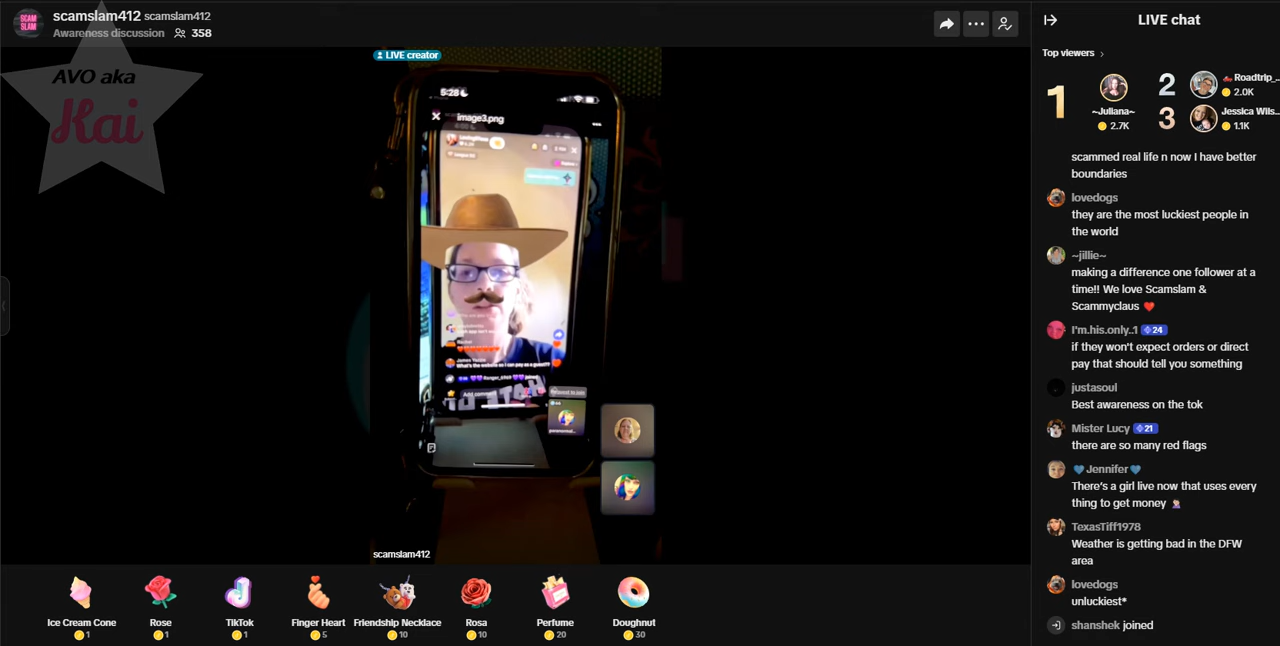 SCAM
SLAM
scamslam412 scamslam412
Awareness discussion 358
AVO aka
Kai
LIVE creator
5:28
image3.png
Add comment
scamslam412
Ice Cream Cone
1
Rose
1
TikTok
1
Finger Heart
5
Friendship Necklace
10
Rosa
10
Perfume
20
Doughnut
30
LIVE chat
Top viewers
1
~Juliana~
2.7K
2
Roadtrip_...
2.0K
3
Jessica Wils...
1.1K
scammed real life n now I have better
boundaries
lovedogs
they are the most luckiest people in
the world
~jillie~
making a difference one follower at a
time!! We love Scamslam &
Scammyclaus ❤️
I'm.his.only..1 24
if they won't expect orders or direct
pay that should tell you something
justasoul
Best awareness on the tok
Mister Lucy 21
there are so many red flags
💙Jennifer💙
There's a girl live now that uses every
thing to get money 🤦🏼‍♀️
TexasTiff1978
Weather is getting bad in the DFW
area
lovedogs
unluckiest*
shanshek joined